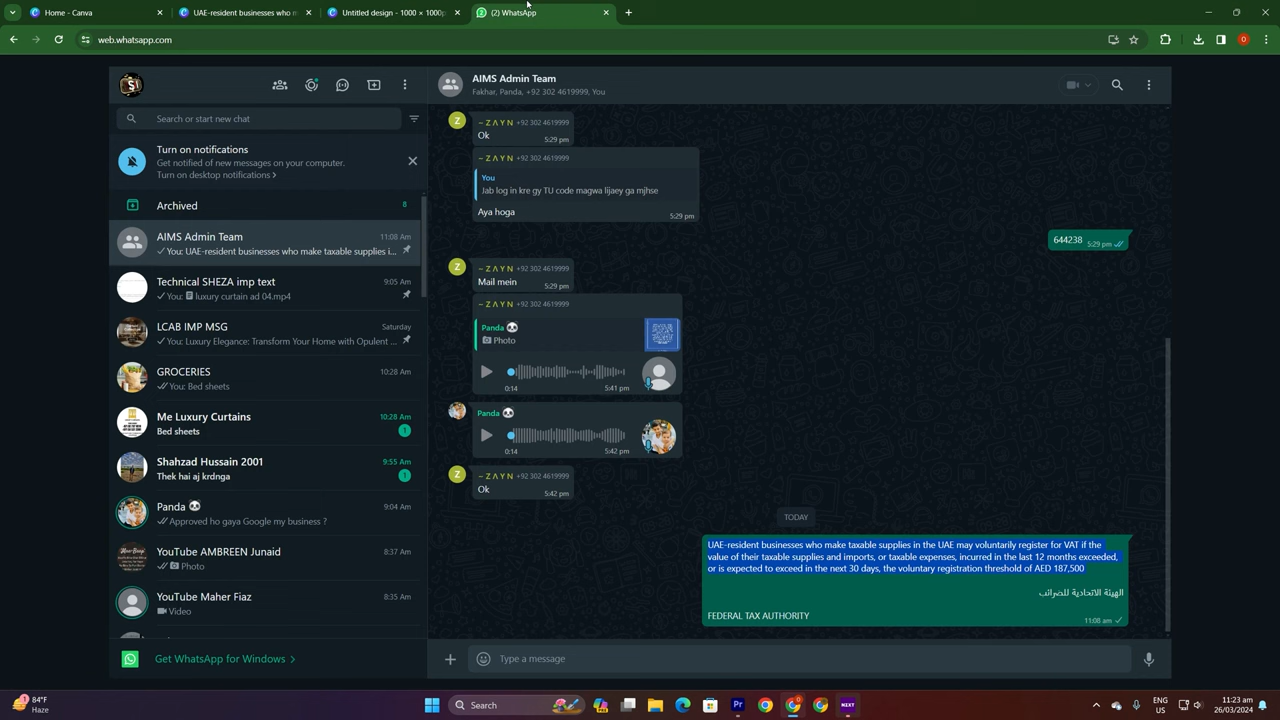 Home – Canva
UAE-resident businesses who m
Untitled design - 1000 × 1000p
(2) WhatsApp
web.whatsapp.com
O
AIMS Admin Team
Fakhar, Panda, +92 302 4619999, You
Search or start new chat
Turn on notifications
Get notified of new messages on your computer.
Turn on desktop notifications >
Archived
8
AIMS Admin Team
11:08 Am
You: UAE-resident businesses who make taxable supplies i...
Technical SHEZA imp text
9:05 Am
You: luxury curtain ad 04.mp4
LCAB IMP MSG
Saturday
You: Luxury Elegance: Transform Your Home with Opulent ...
GROCERIES
10:28 Am
You: Bed sheets
Me Luxury Curtains
10:28 Am
Bed sheets
1
Shahzad Hussain 2001
9:55 Am
Thek hai aj krdnga
1
Panda 🐼
9:04 Am
Approved ho gaya Google my business ?
YouTube AMBREEN Junaid
8:37 Am
Photo
YouTube Maher Fiaz
8:35 Am
Video
Get WhatsApp for Windows >
~ Z Λ Y N +92 302 4619999
Ok
5:29 pm
~ Z Λ Y N +92 302 4619999
You
Jab log in kre gy TU code magwa lijaey ga mjhse
Aya hoga
5:29 pm
644238 5:29 pm
~ Z Λ Y N +92 302 4619999
Mail mein
5:29 pm
~ Z Λ Y N +92 302 4619999
Panda 🐼
Photo
0:14
5:41 pm
Panda 🐼
0:14
5:42 pm
~ Z Λ Y N +92 302 4619999
Ok
5:42 pm
TODAY
UAE-resident businesses who make taxable supplies in the UAE may voluntarily register for VAT if the
value of their taxable supplies and imports, or taxable expenses, incurred in the last 12 months exceeded,
or is expected to exceed in the next 30 days, the voluntary registration threshold of AED 187,500
الهيئة الاتحادية للضرائب
FEDERAL TAX AUTHORITY
11:08 am
Type a message
84°F
Haze
Search
Pr
NEXT
ENG
US
11:23 am
26/03/2024